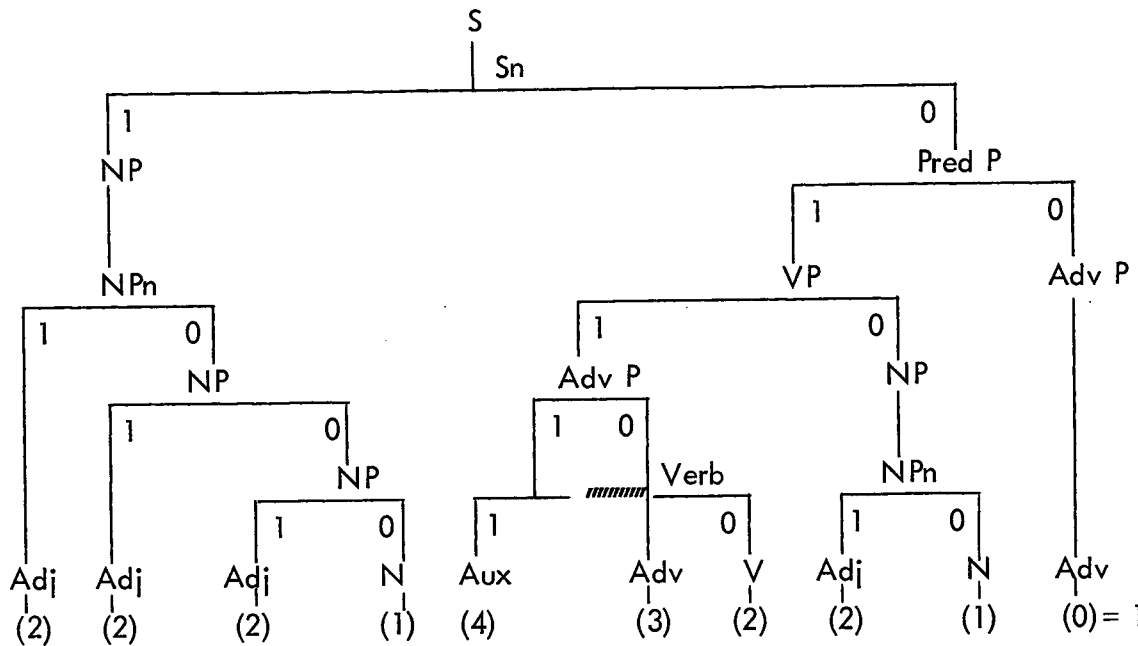 S
Sn
1 0
NP Pred P
1 0
NPn VP Adv P
1 0 1 0
NP Adv P NP
1 0 1 0
NP Verb NPn
1 0 1 0 1 0
Adj Adj Adj N Aux Adv V Adj N Adv
(2) (2) (2) (1) (4) (3) (2) (2) (1) (0) =